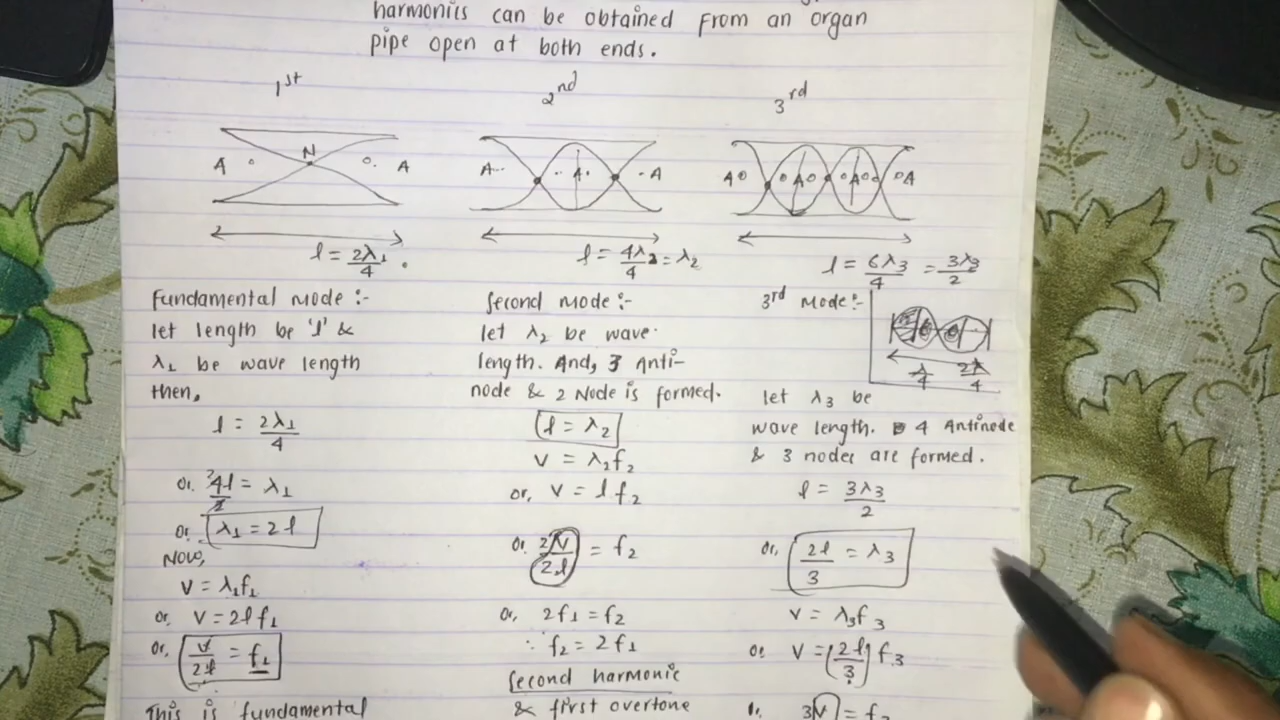 harmonics can be obtained from an organ
pipe open at both ends.
1st
A N A
l = 2λ1/4 .
Fundamental mode :-
let length be 'l' &
λ1 be wave length
then,
l = 2λ1/4
or, 4l/2 = λ1
or, λ1 = 2l
Now,
v = λ1f1
or, v = 2l f1
or, v/2l = f1
This is fundamental
2nd
A A A
l = 4λ2/4 = λ2
Second mode :-
let λ2 be wave
length. And, 3 Anti-
node & 2 Node is formed.
l = λ2
v = λ2f2
or, v = l f2
or 2v/2l = f2
or, 2f1 = f2
∴ f2 = 2f1
Second harmonic
& first overtone
3rd
A A A A
l = 6λ3/4 = 3λ3/2
3rd Mode :-
λ/4 2λ/4
let λ3 be
wave length. 4 Antinode
& 3 nodes are formed.
l = 3λ3/2
or, 2l/3 = λ3
v = λ3f3
or v = (2l/3) f3
3v = f3